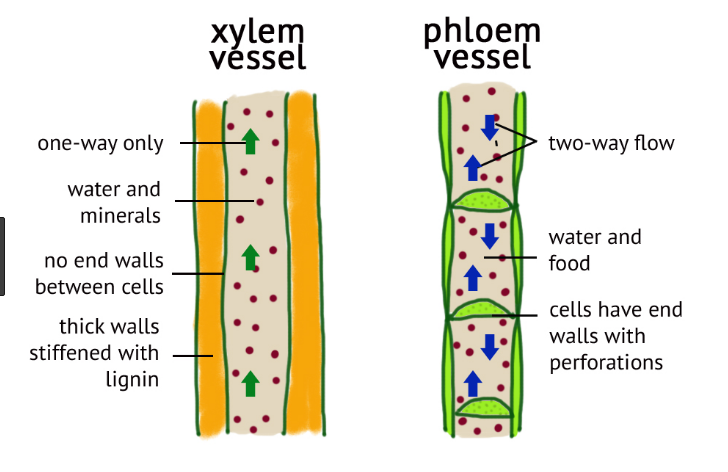 xylem
vessel
phloem
vessel
one-way only
water and
minerals
no end walls
between cells
thick walls
stiffened with
lignin
two-way flow
water and
food
cells have end
walls with
perforations